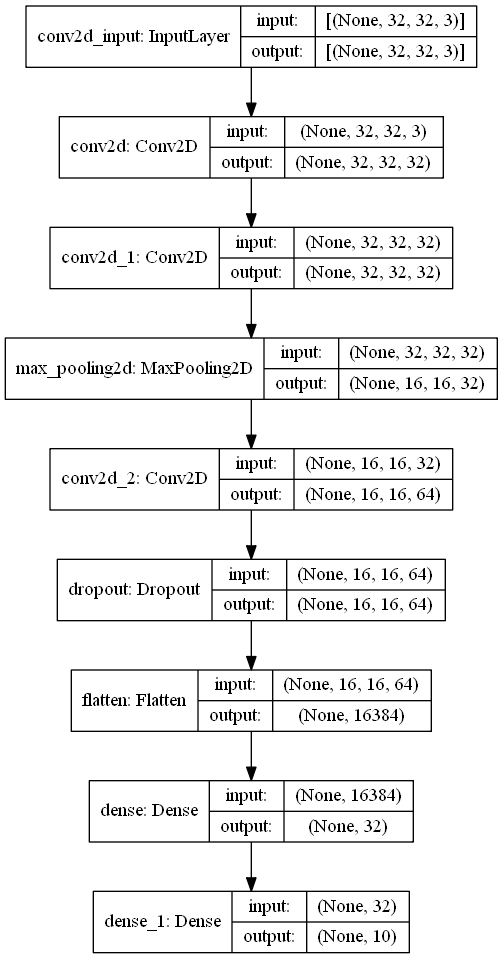 conv2d_input: InputLayer
input: [(None, 32, 32, 3)]
output: [(None, 32, 32, 3)]
conv2d: Conv2D
input: (None, 32, 32, 3)
output: (None, 32, 32, 32)
conv2d_1: Conv2D
input: (None, 32, 32, 32)
output: (None, 32, 32, 32)
max_pooling2d: MaxPooling2D
input: (None, 32, 32, 32)
output: (None, 16, 16, 32)
conv2d_2: Conv2D
input: (None, 16, 16, 32)
output: (None, 16, 16, 64)
dropout: Dropout
input: (None, 16, 16, 64)
output: (None, 16, 16, 64)
flatten: Flatten
input: (None, 16, 16, 64)
output: (None, 16384)
dense: Dense
input: (None, 16384)
output: (None, 32)
dense_1: Dense
input: (None, 32)
output: (None, 10)